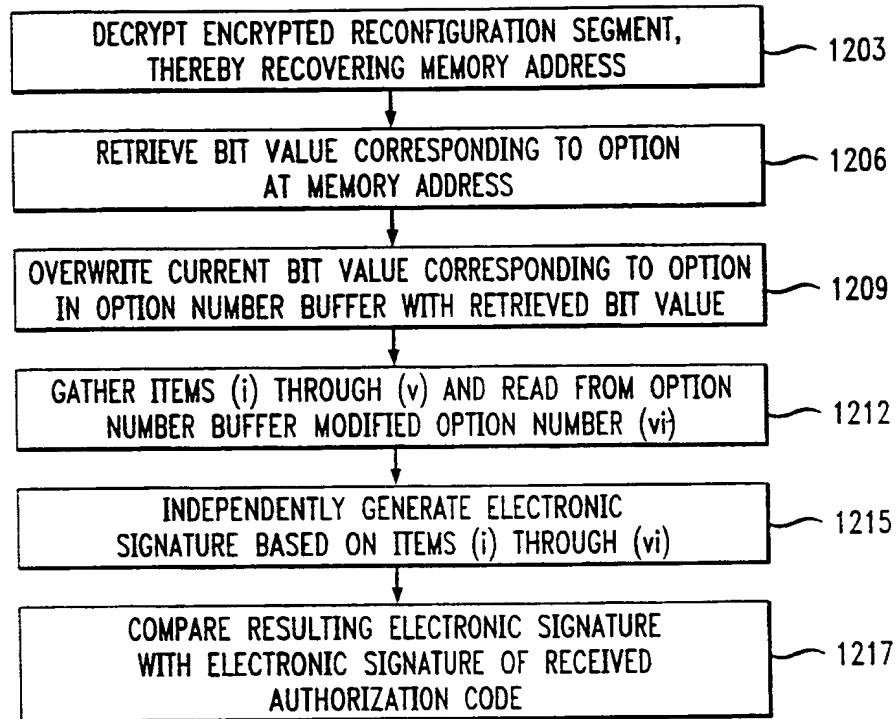 DECRYPT ENCRYPTED RECONFIGURATION SEGMENT,
THEREBY RECOVERING MEMORY ADDRESS
1203
RETRIEVE BIT VALUE CORRESPONDING TO OPTION
AT MEMORY ADDRESS
1206
OVERWRITE CURRENT BIT VALUE CORRESPONDING TO OPTION
IN OPTION NUMBER BUFFER WITH RETRIEVED BIT VALUE
1209
GATHER ITEMS (i) THROUGH (v) AND READ FROM OPTION
NUMBER BUFFER MODIFIED OPTION NUMBER (vi)
1212
INDEPENDENTLY GENERATE ELECTRONIC
SIGNATURE BASED ON ITEMS (i) THROUGH (vi)
1215
COMPARE RESULTING ELECTRONIC SIGNATURE
WITH ELECTRONIC SIGNATURE OF RECEIVED
AUTHORIZATION CODE
1217